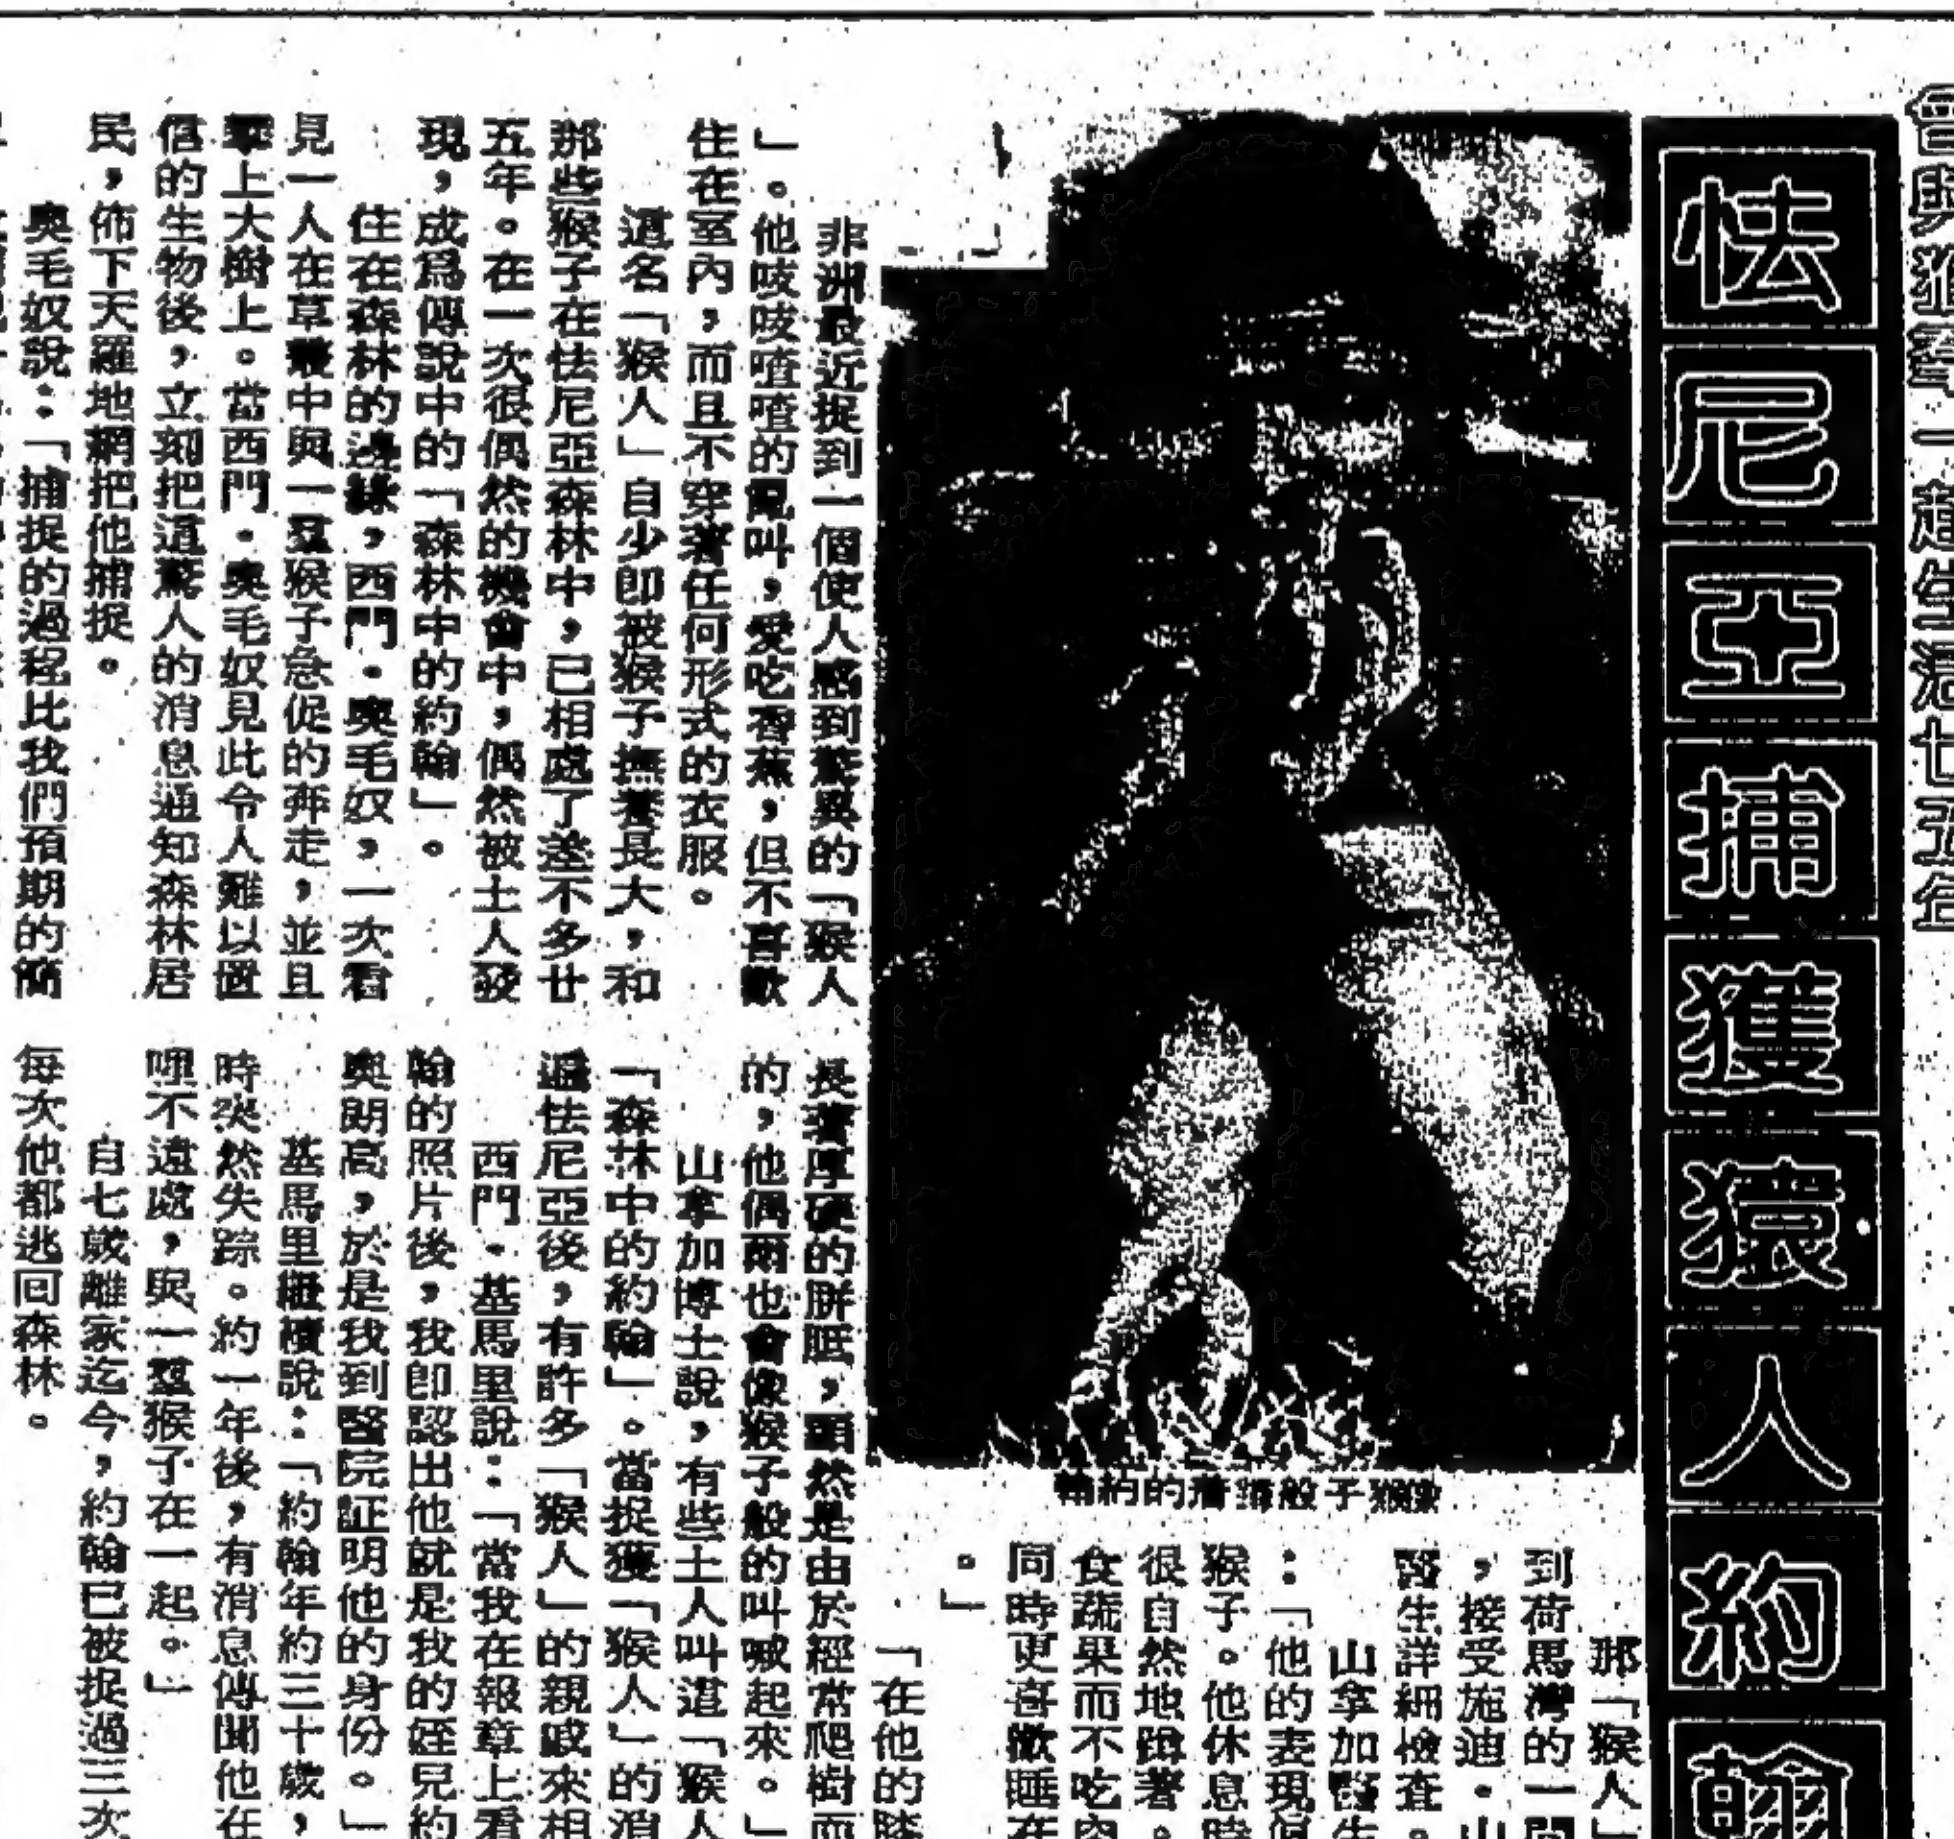 曾與猴羣一起生活廿五年
怯尼亞捕獲猿人約翰
像猴子般蹲着的約翰
非洲最近捉到一個使人感到驚異的「猴人
」。他吱吱喳喳的亂叫,愛吃香蕉,但不喜歡
住在室內,而且不穿著任何形式的衣服。
這名「猴人」自少即被猴子撫養長大,和
那些猴子在怯尼亞森林中,已相處了差不多廿
五年。在一次很偶然的機會中,偶然被土人發
現,成爲傳說中的「森林中的約翰」。
住在森林的邊緣,西門・奧毛奴,一次看
見一人在草叢中與一羣猴子急促的奔走,並且
攀上大樹上。當西門・奧毛奴見此令人難以置
信的生物後,立刻把這驚人的消息通知森林居
民,佈下天羅地網把他捕捉。
奧毛奴說:「捕捉的過程比我們預期的簡
那「猴人」
到荷馬灣的一間
,接受施迪・山
醫生詳細檢查。
山拿加醫生
:「他的表現像
猴子。他休息時
很自然地蹲著。
食蔬果而不吃肉
同時更喜歡睡在
。」
「在他的膝
長著厚硬的胼胝,顯然是由於經常爬樹而
的,他偶爾也會像猴子般的叫喊起來。」
山拿加博士說,有些土人叫這「猴人
「森林中的約翰」。當捉獲「猴人」的消
遍怯尼亞後,有許多「猴人」的親戚來相
西門・基馬里說:「當我在報章上看
翰的照片後,我即認出他就是我的姪兒約
奧朗高,於是我到醫院証明他的身份。」
基馬里繼續說:「約翰年約三十歲,
時突然失踪。約一年後,有消息傳聞他在
哩不遠處,與一羣猴子在一起。」
自七歲離家迄今,約翰已被捉過三次
每次他都逃回森林。